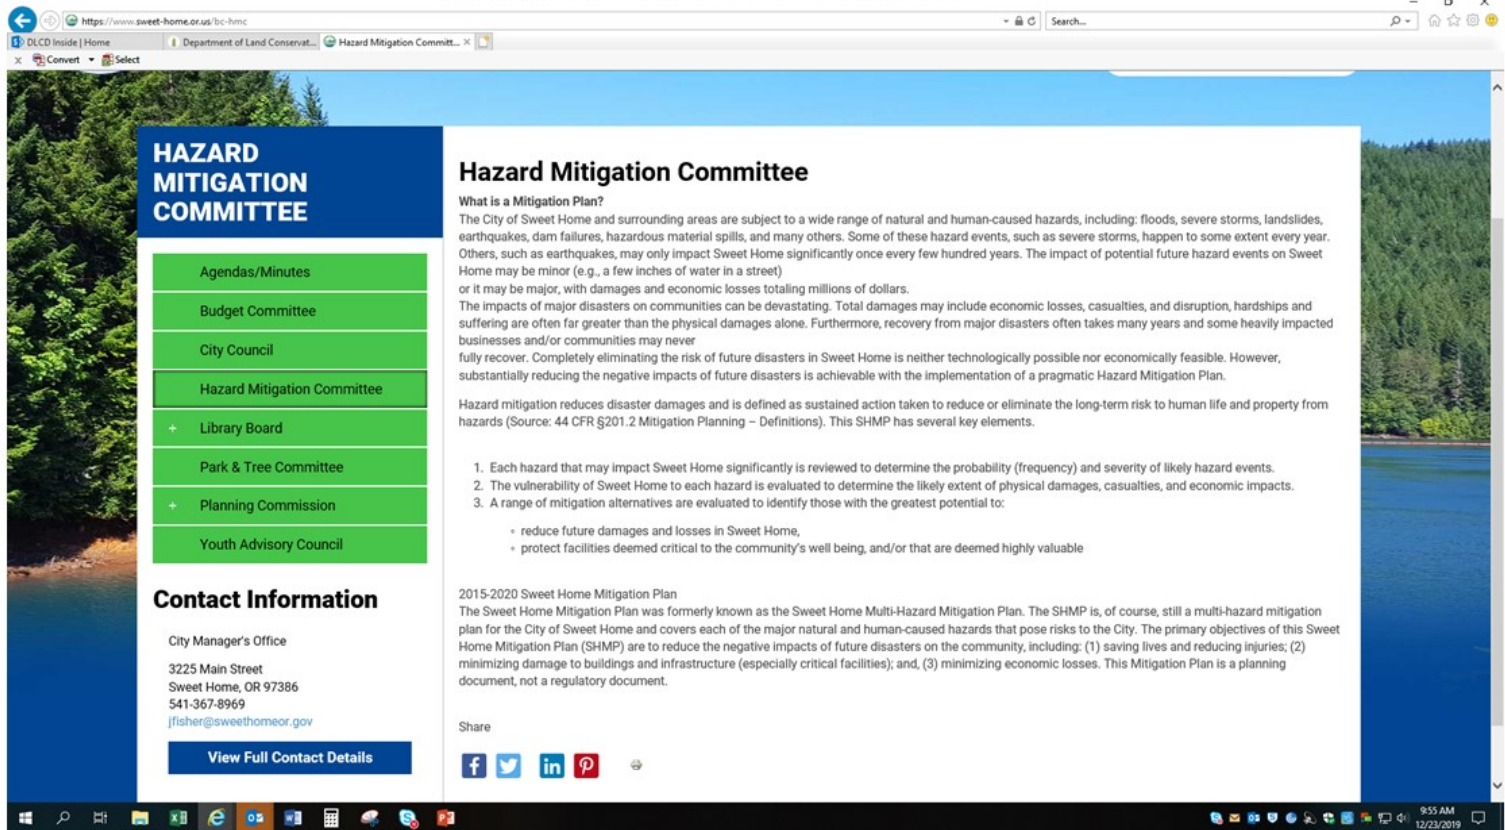 https://www.sweet-home.or.us/bc-hmc
Search...
DLCD Inside | Home
Department of Land Conservat...
Hazard Mitigation Committ...
x Convert
Select
HAZARD
MITIGATION
COMMITTEE
Agendas/Minutes
Budget Committee
City Council
Hazard Mitigation Committee
+ Library Board
Park & Tree Committee
+ Planning Commission
Youth Advisory Council
Contact Information
City Manager's Office
3225 Main Street
Sweet Home, OR 97386
541-367-8969
jfisher@sweethomeor.gov
View Full Contact Details
Hazard Mitigation Committee
What is a Mitigation Plan?
The City of Sweet Home and surrounding areas are subject to a wide range of natural and human-caused hazards, including: floods, severe storms, landslides,
earthquakes, dam failures, hazardous material spills, and many others. Some of these hazard events, such as severe storms, happen to some extent every year.
Others, such as earthquakes, may only impact Sweet Home significantly once every few hundred years. The impact of potential future hazard events on Sweet
Home may be minor (e.g., a few inches of water in a street)
or it may be major, with damages and economic losses totaling millions of dollars.
The impacts of major disasters on communities can be devastating. Total damages may include economic losses, casualties, and disruption, hardships and
suffering are often far greater than the physical damages alone. Furthermore, recovery from major disasters often takes many years and some heavily impacted
businesses and/or communities may never
fully recover. Completely eliminating the risk of future disasters in Sweet Home is neither technologically possible nor economically feasible. However,
substantially reducing the negative impacts of future disasters is achievable with the implementation of a pragmatic Hazard Mitigation Plan.
Hazard mitigation reduces disaster damages and is defined as sustained action taken to reduce or eliminate the long-term risk to human life and property from
hazards (Source: 44 CFR §201.2 Mitigation Planning – Definitions). This SHMP has several key elements.
1. Each hazard that may impact Sweet Home significantly is reviewed to determine the probability (frequency) and severity of likely hazard events.
2. The vulnerability of Sweet Home to each hazard is evaluated to determine the likely extent of physical damages, casualties, and economic impacts.
3. A range of mitigation alternatives are evaluated to identify those with the greatest potential to:
◦ reduce future damages and losses in Sweet Home,
◦ protect facilities deemed critical to the community's well being, and/or that are deemed highly valuable
2015-2020 Sweet Home Mitigation Plan
The Sweet Home Mitigation Plan was formerly known as the Sweet Home Multi-Hazard Mitigation Plan. The SHMP is, of course, still a multi-hazard mitigation
plan for the City of Sweet Home and covers each of the major natural and human-caused hazards that pose risks to the City. The primary objectives of this Sweet
Home Mitigation Plan (SHMP) are to reduce the negative impacts of future disasters on the community, including: (1) saving lives and reducing injuries; (2)
minimizing damage to buildings and infrastructure (especially critical facilities); and, (3) minimizing economic losses. This Mitigation Plan is a planning
document, not a regulatory document.
Share
9:55 AM
12/23/2019